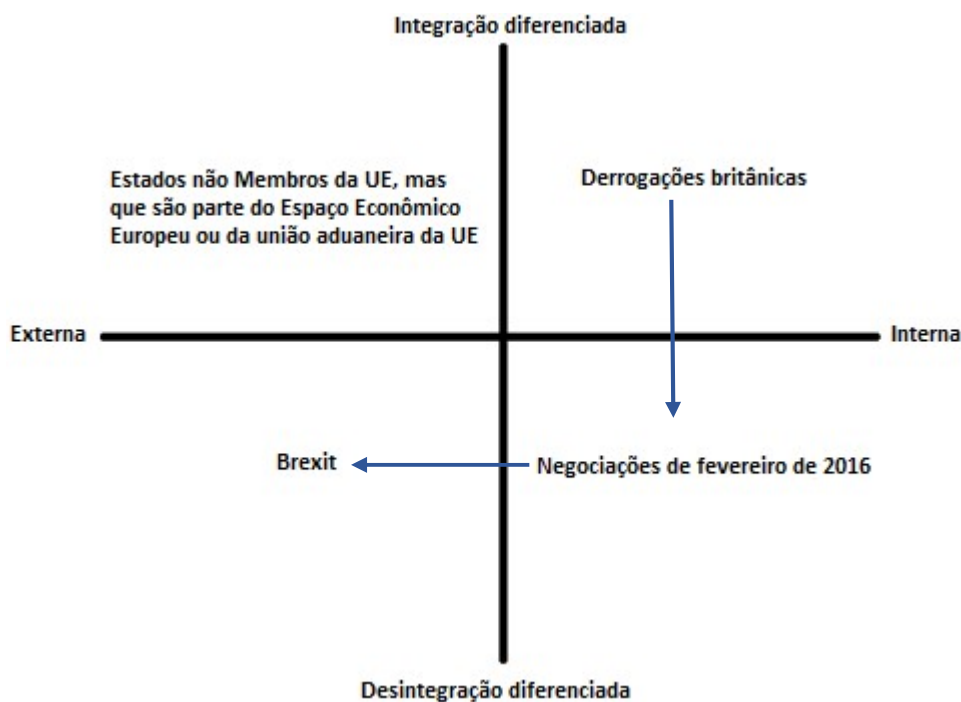 Integração diferenciada
Estados não Membros da UE, mas
que são parte do Espaço Econômico
Europeu ou da união aduaneira da UE
Derrogações britânicas
Externa
Interna
Brexit
Negociações de fevereiro de 2016
Desintegração diferenciada